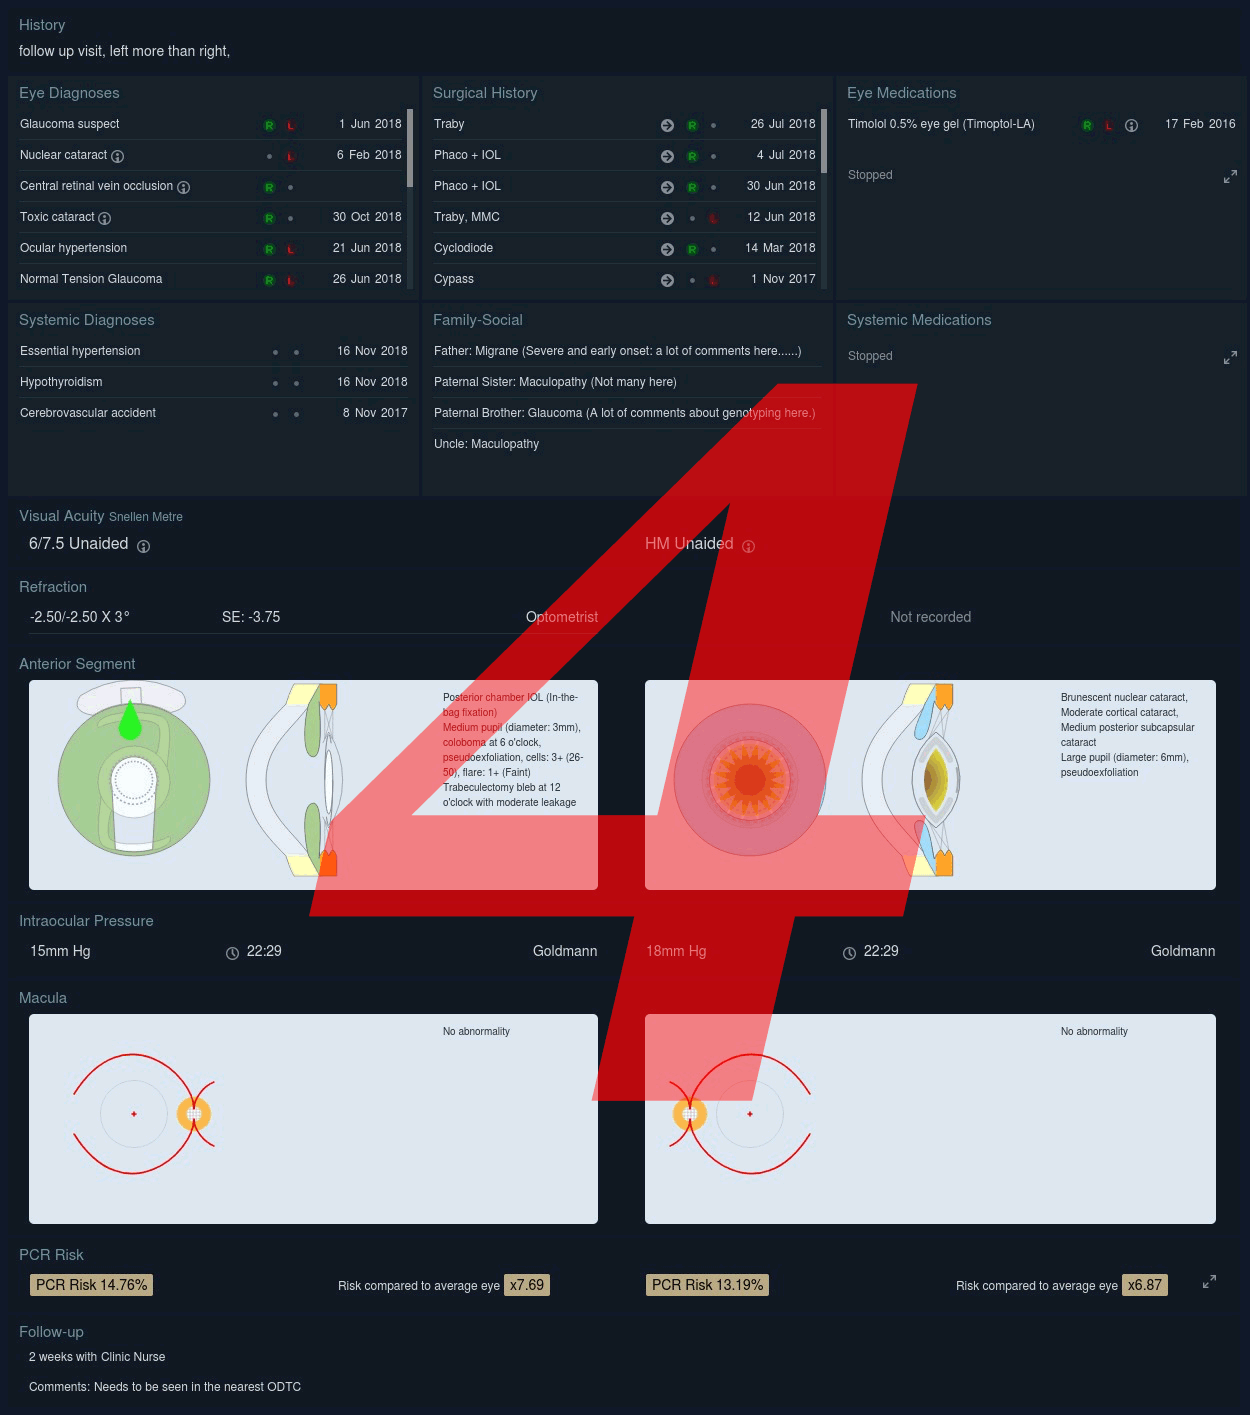 History
follow up visit, left more than right,
Eye Diagnoses
Glaucoma suspect R L 1 Jun 2018
Nuclear cataract L 6 Feb 2018
Central retinal vein occlusion R
Toxic cataract R 30 Oct 2018
Ocular hypertension R L 21 Jun 2018
Normal Tension Glaucoma R L 26 Jun 2018
Surgical History
Traby R 26 Jul 2018
Phaco + IOL R 4 Jul 2018
Phaco + IOL R 30 Jun 2018
Traby, MMC L 12 Jun 2018
Cyclodiode R 14 Mar 2018
Cypass L 1 Nov 2017
Eye Medications
Timolol 0.5% eye gel (Timoptol-LA) R L 17 Feb 2016
Stopped
Systemic Diagnoses
Essential hypertension 16 Nov 2018
Hypothyroidism 16 Nov 2018
Cerebrovascular accident 8 Nov 2017
Family-Social
Father: Migrane (Severe and early onset: a lot of comments here......)
Paternal Sister: Maculopathy (Not many here)
Paternal Brother: Glaucoma (A lot of comments about genotyping here.)
Uncle: Maculopathy
Systemic Medications
Stopped
4
Visual Acuity Snellen Metre
6/7.5 Unaided HM Unaided
Refraction
-2.50/-2.50 X 3° SE: -3.75 Optometrist Not recorded
Anterior Segment
Posterior chamber IOL (In-the-
bag fixation)
Medium pupil (diameter: 3mm),
coloboma at 6 o'clock,
pseudoexfoliation, cells: 3+ (26-
50), flare: 1+ (Faint)
Trabeculectomy bleb at 12
o'clock with moderate leakage
Brunescent nuclear cataract,
Moderate cortical cataract,
Medium posterior subcapsular
cataract
Large pupil (diameter: 6mm),
pseudoexfoliation
Intraocular Pressure
15mm Hg 22:29 Goldmann 18mm Hg 22:29 Goldmann
Macula
No abnormality
No abnormality
PCR Risk
PCR Risk 14.76% Risk compared to average eye x7.69 PCR Risk 13.19% Risk compared to average eye x6.87
Follow-up
2 weeks with Clinic Nurse
Comments: Needs to be seen in the nearest ODTC